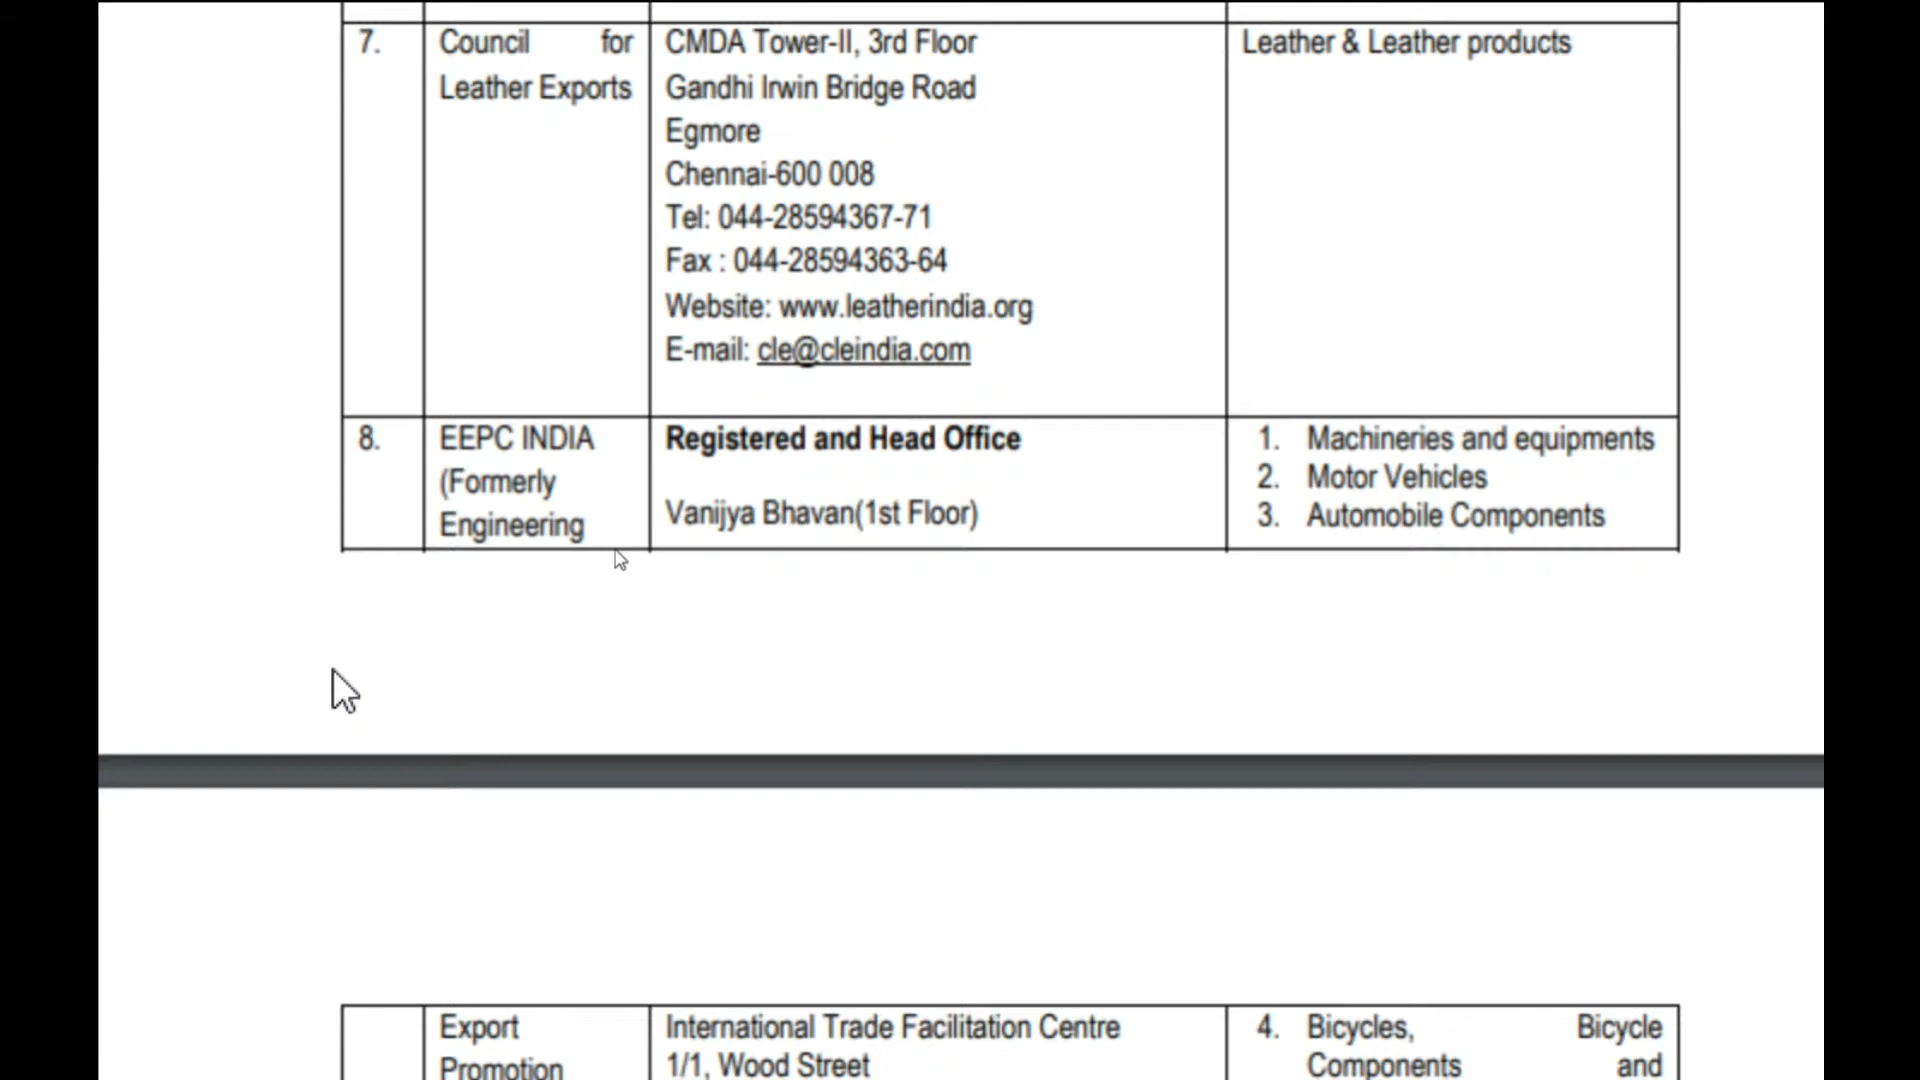 7.
Council for
Leather Exports
CMDA Tower-II, 3rd Floor
Gandhi Irwin Bridge Road
Egmore
Chennai-600 008
Tel: 044-28594367-71
Fax : 044-28594363-64
Website: www.leatherindia.org
E-mail: cle@cleindia.com
Leather & Leather products
8.
EEPC INDIA
(Formerly
Engineering
Registered and Head Office
Vanijya Bhavan(1st Floor)
1. Machineries and equipments
2. Motor Vehicles
3. Automobile Components
Export
Promotion
International Trade Facilitation Centre
1/1, Wood Street
4. Bicycles, Bicycle
Components and